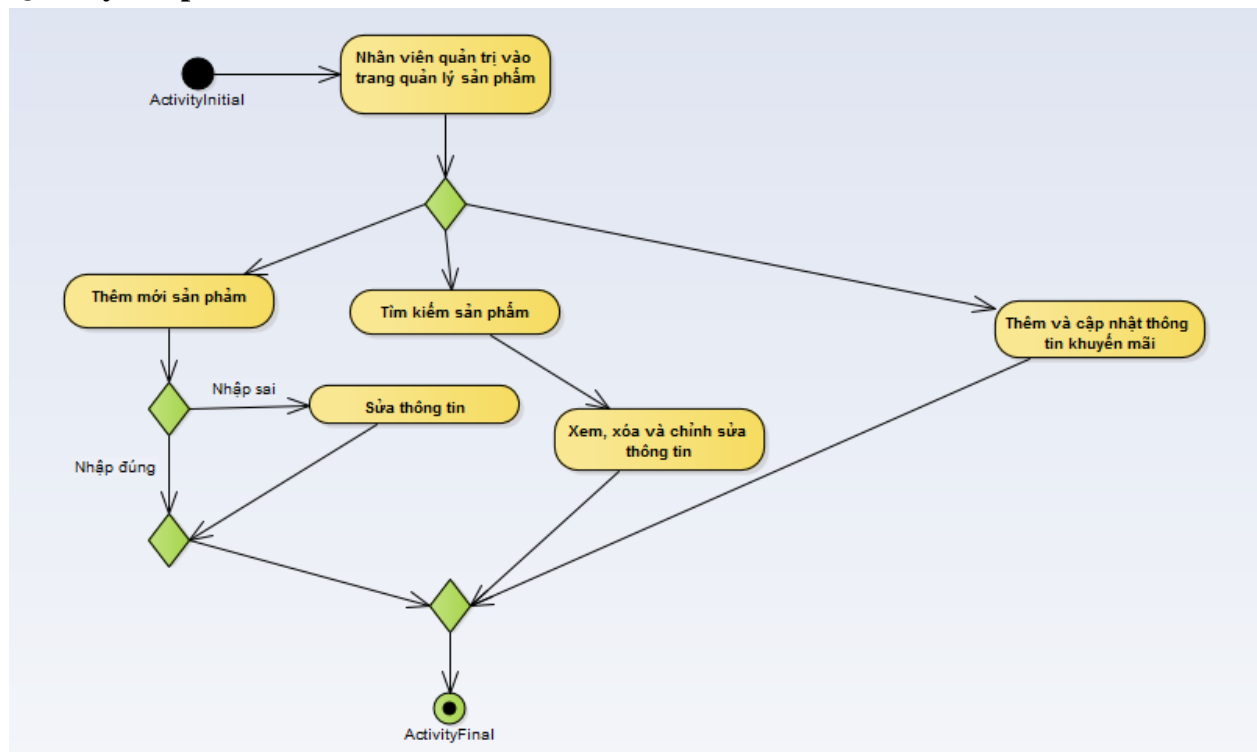 Nhân viên quản trị vào
trang quản lý sản phẩm
ActivityInitial
Thêm mới sản phảm
Tìm kiếm sản phẩm
Thêm và cập nhật thông
tin khuyến mãi
Nhập sai
Sửa thông tin
Xem, xóa và chỉnh sửa
thông tin
Nhập đúng
ActivityFinal